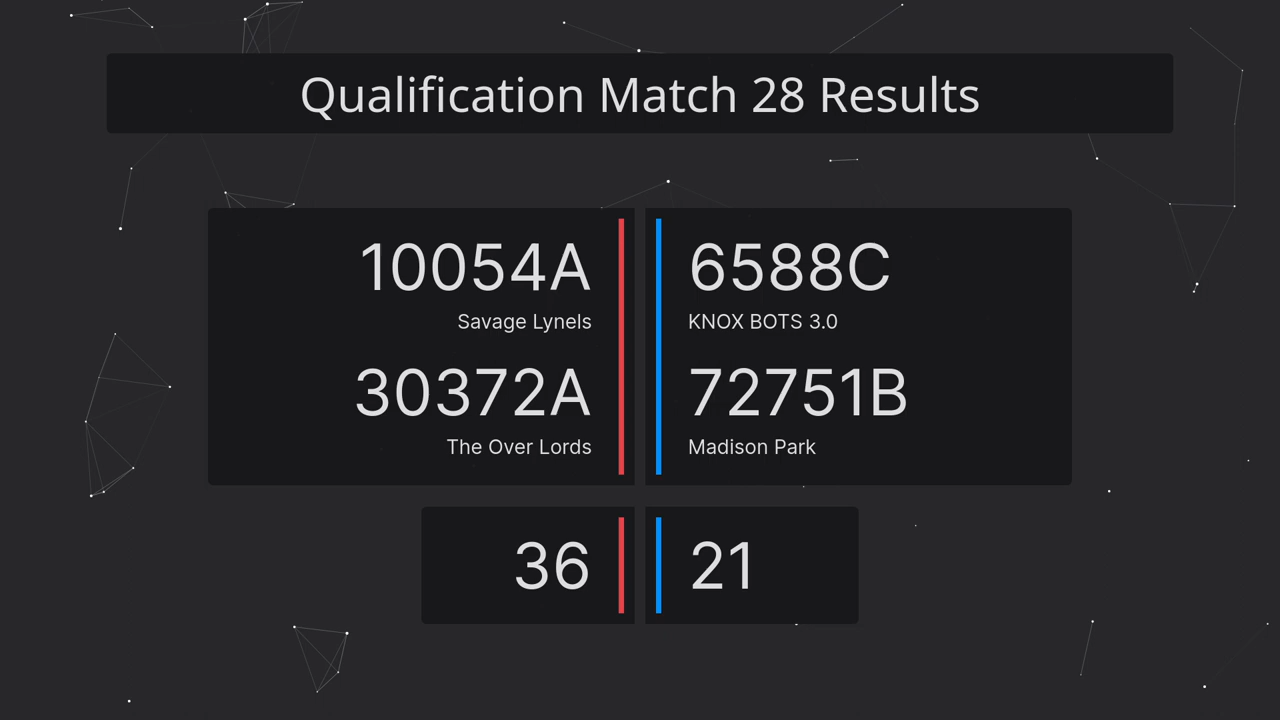 Qualification Match 28 Results
10054A
Savage Lynels
30372A
The Over Lords
6588C
KNOX BOTS 3.0
72751B
Madison Park
36
21